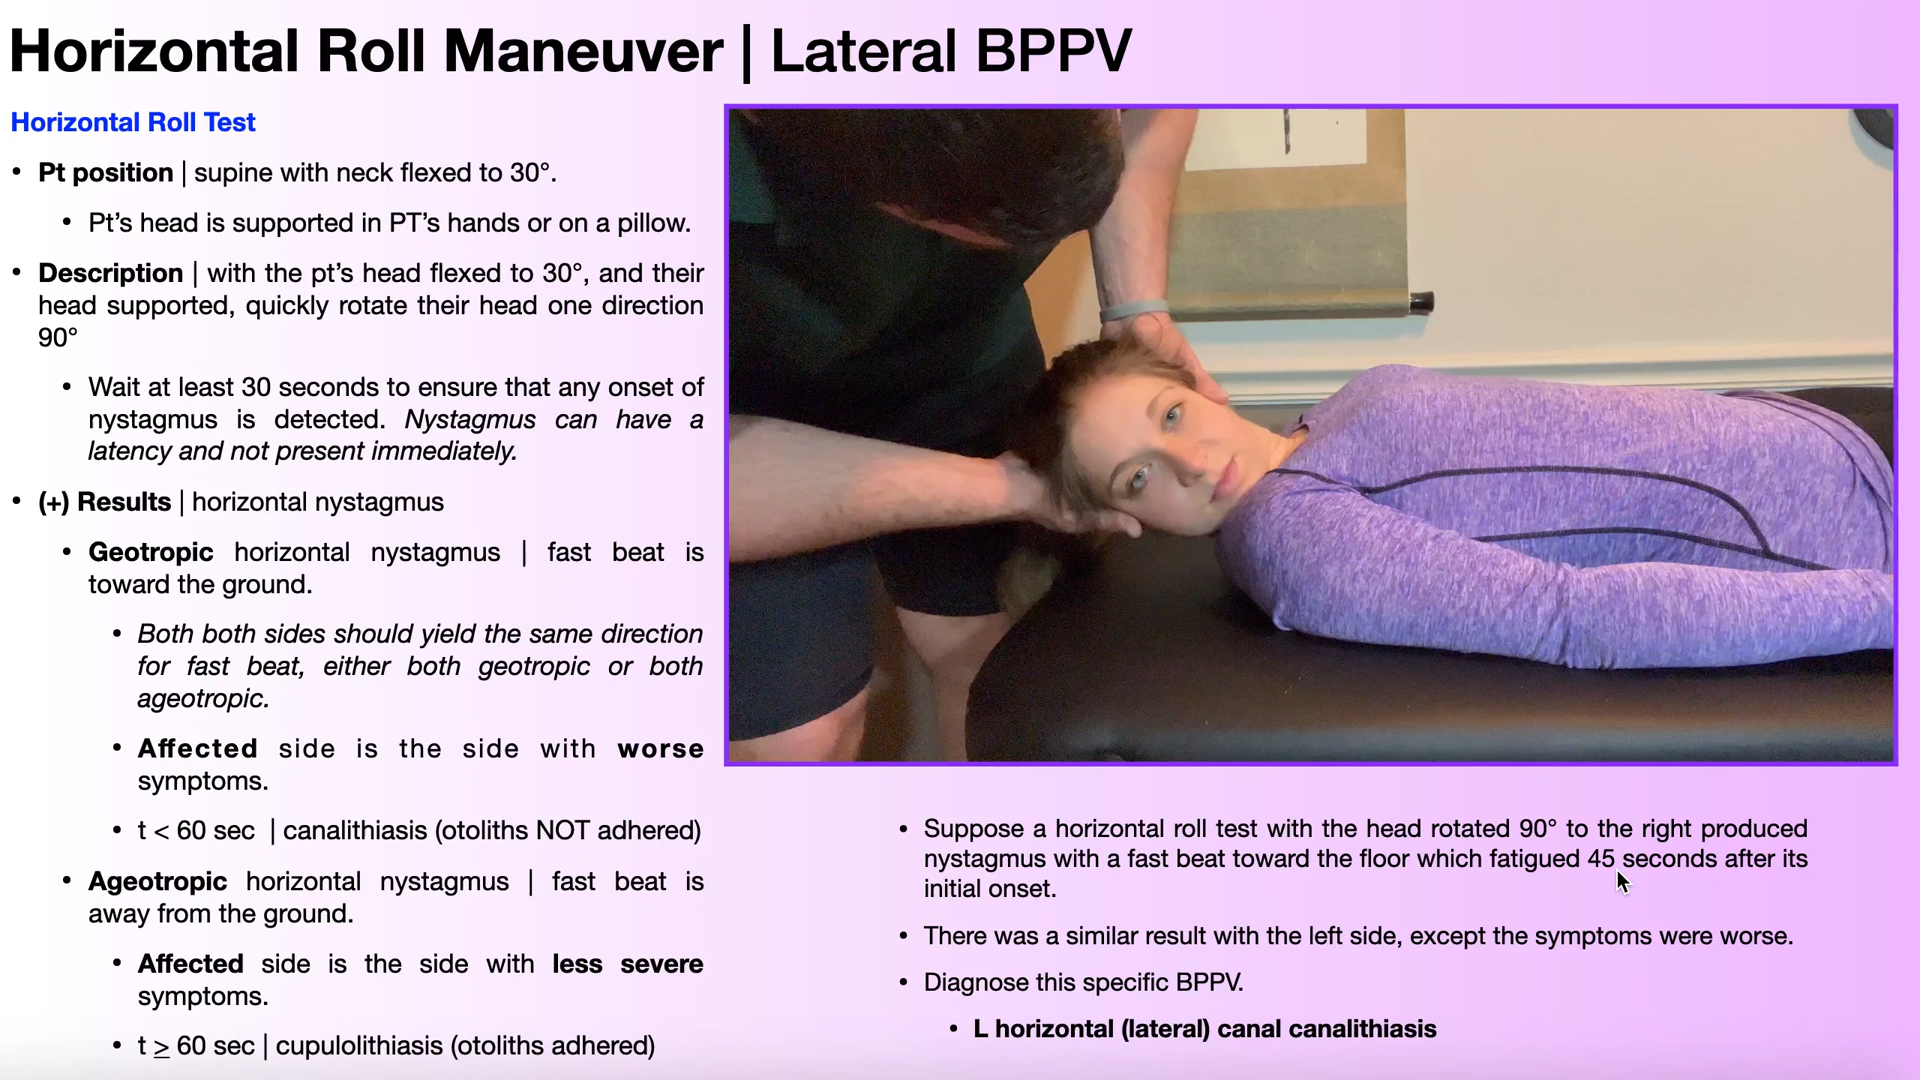 Horizontal Roll Maneuver | Lateral BPPV
Horizontal Roll Test
• Pt position | supine with neck flexed to 30°.
• Pt’s head is supported in PT’s hands or on a pillow.
• Description | with the pt’s head flexed to 30°, and their
head supported, quickly rotate their head one direction
90°
• Wait at least 30 seconds to ensure that any onset of
nystagmus is detected. Nystagmus can have a
latency and not present immediately.
• (+) Results | horizontal nystagmus
• Geotropic horizontal nystagmus | fast beat is
toward the ground.
• Both both sides should yield the same direction
for fast beat, either both geotropic or both
ageotropic.
• Affected side is the side with worse
symptoms.
• t < 60 sec | canalithiasis (otoliths NOT adhered)
• Ageotropic horizontal nystagmus | fast beat is
away from the ground.
• Affected side is the side with less severe
symptoms.
• t ≥ 60 sec | cupulolithiasis (otoliths adhered)
• Suppose a horizontal roll test with the head rotated 90° to the right produced
nystagmus with a fast beat toward the floor which fatigued 45 seconds after its
initial onset.
• There was a similar result with the left side, except the symptoms were worse.
• Diagnose this specific BPPV.
• L horizontal (lateral) canal canalithiasis